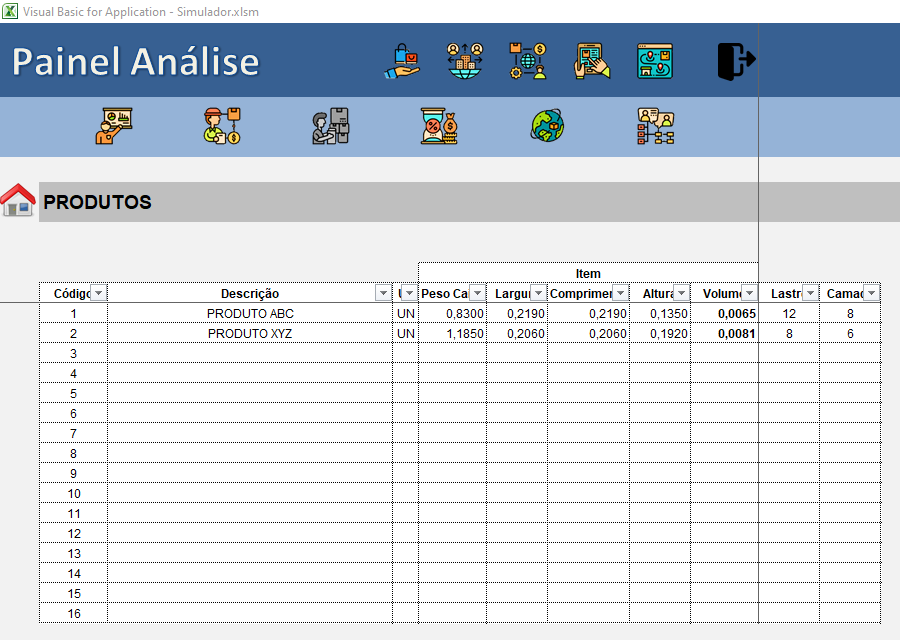 Visual Basic for Application - Simulador.xlsm
Painel Análise
PRODUTOS
Item
Códig Descrição U Peso Ca Largu Comprimer Altura Volum Lastr Camac
1 PRODUTO ABC UN 0,8300 0,2190 0,2190 0,1350 0,0065 12 8
2 PRODUTO XYZ UN 1,1850 0,2060 0,2060 0,1920 0,0081 8 6
3
4
5
6
7
8
9
10
11
12
13
14
15
16